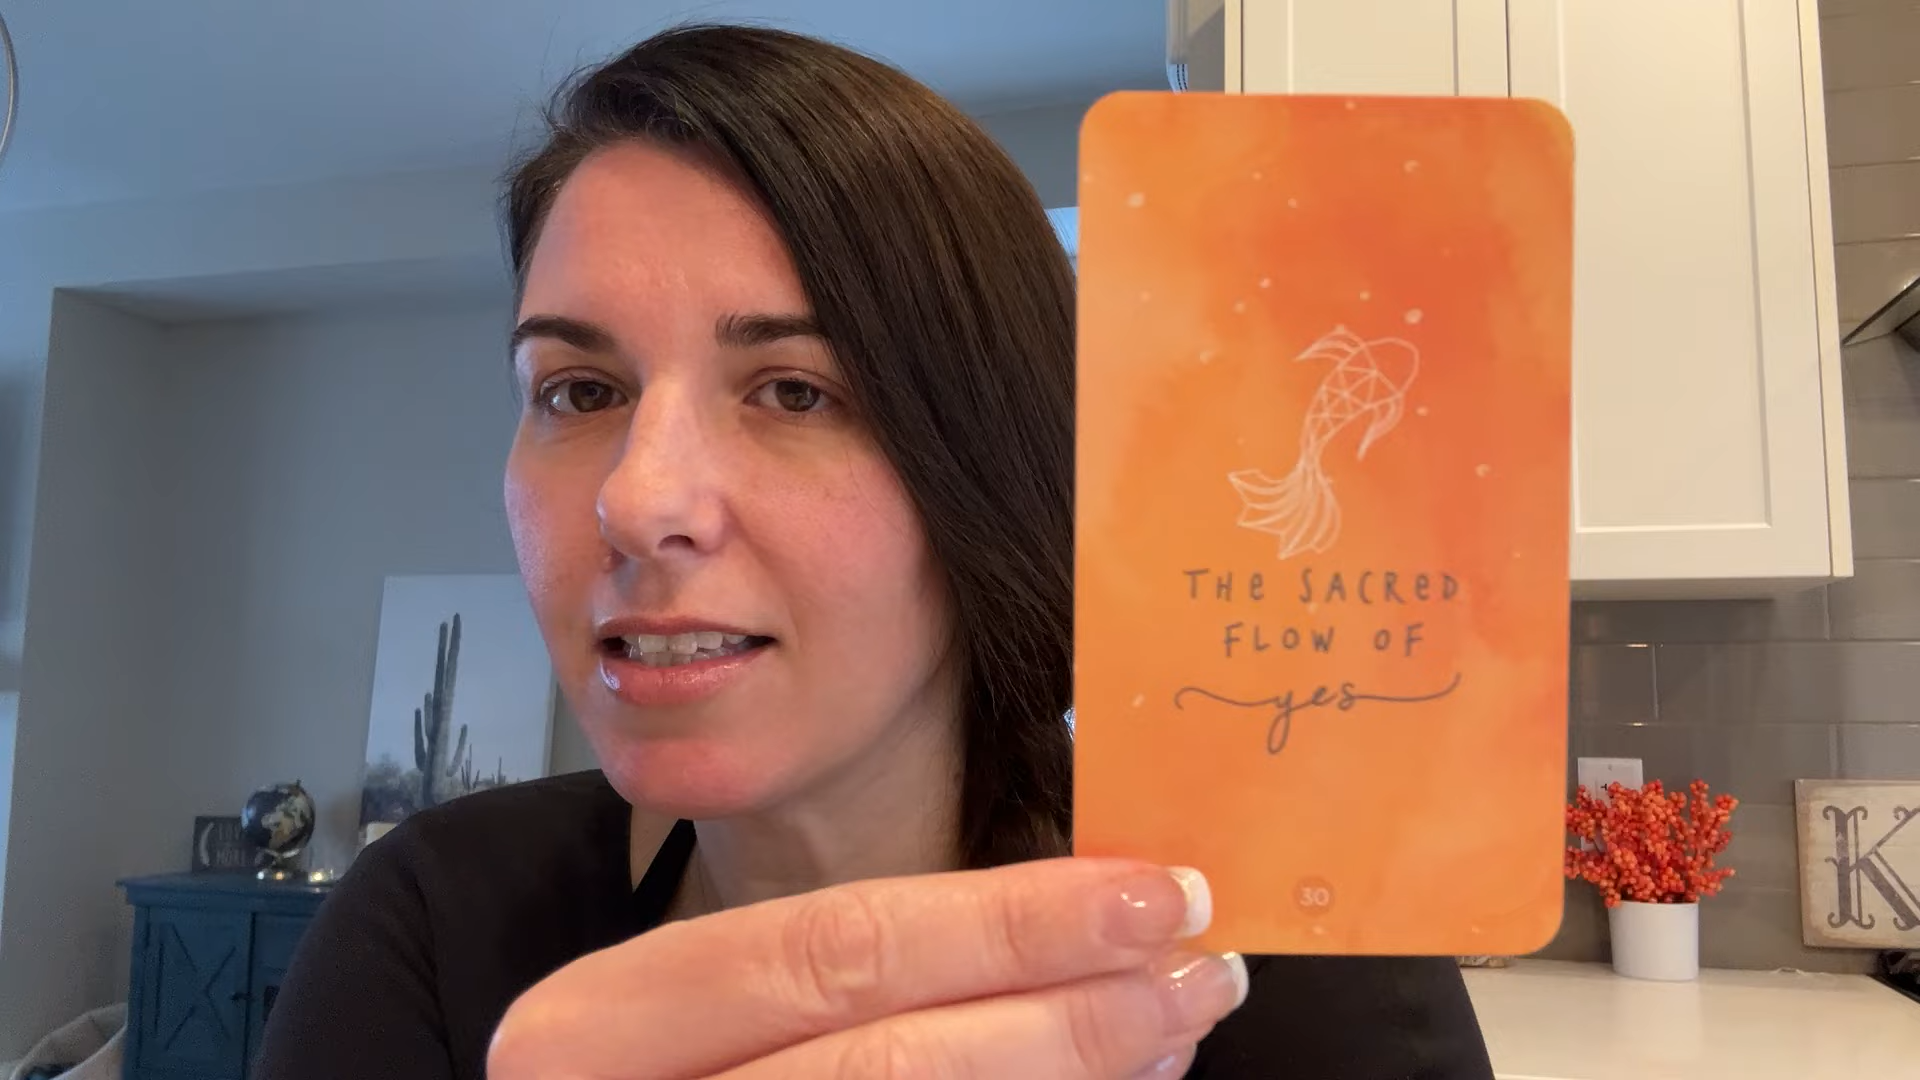 THE SACRED
FLOW OF
yes
30
K